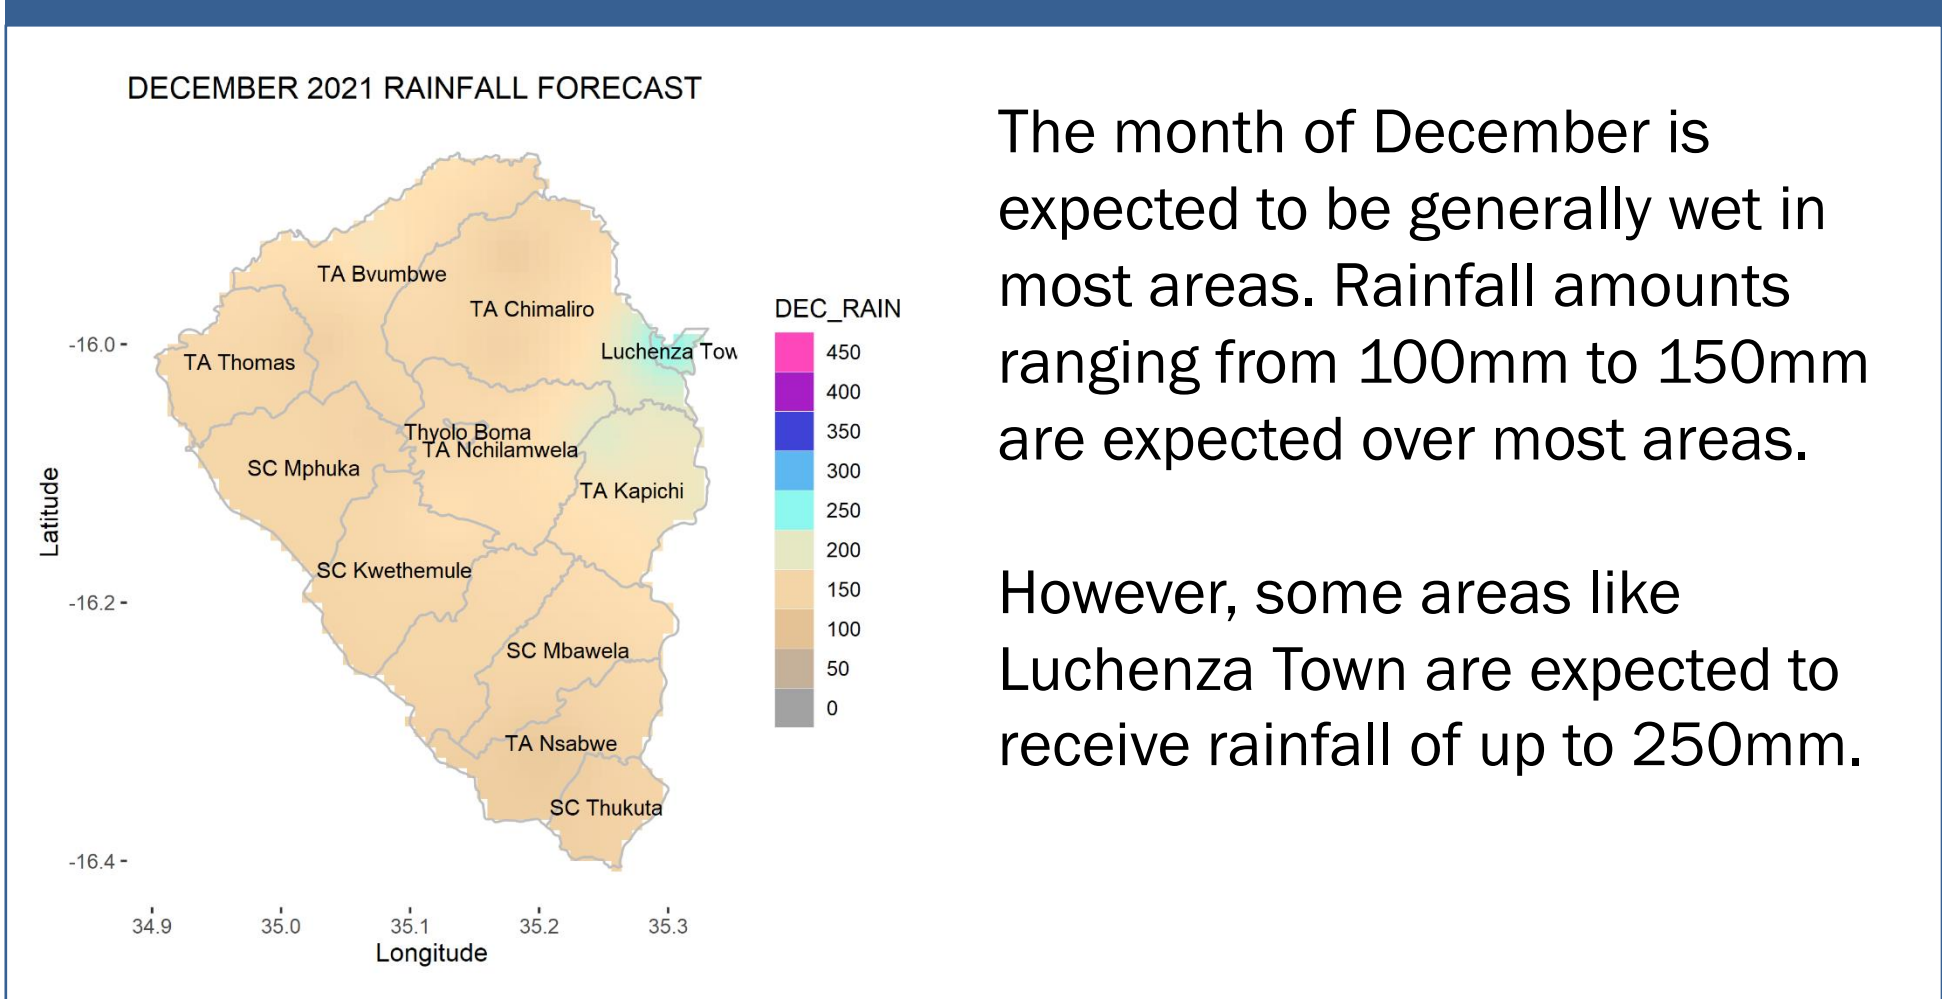 DECEMBER 2021 RAINFALL FORECAST
TA Bvumbwe
TA Chimaliro
TA Thomas
Luchenza Tow
Thyolo Boma
TA Nchilamwela
SC Mphuka
TA Kapichi
SC Kwethemule
SC Mbawela
TA Nsabwe
SC Thukuta
Latitude
-16.0
-16.2
-16.4
34.9 35.0 35.1 35.2 35.3
Longitude
DEC_RAIN
450
400
350
300
250
200
150
100
50
0
The month of December is
expected to be generally wet in
most areas. Rainfall amounts
ranging from 100mm to 150mm
are expected over most areas.
However, some areas like
Luchenza Town are expected to
receive rainfall of up to 250mm.